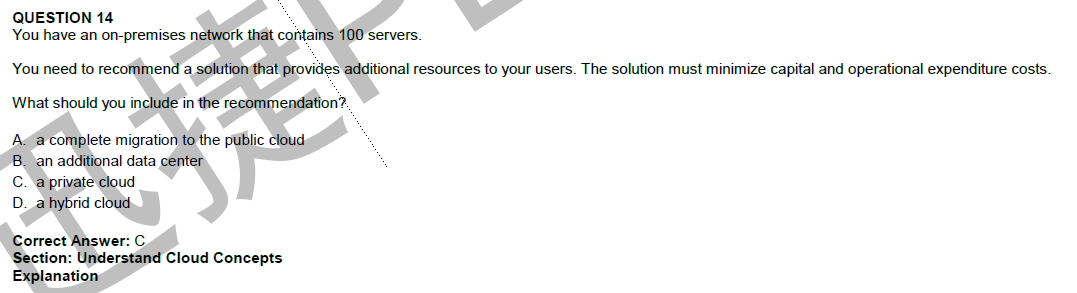 QUESTION 14
You have an on-premises network that contains 100 servers.
You need to recommend a solution that provides additional resources to your users. The solution must minimize capital and operational expenditure costs.
What should you include in the recommendation?
A. a complete migration to the public cloud
B. an additional data center
C. a private cloud
D. a hybrid cloud
Correct Answer: C
Section: Understand Cloud Concepts
Explanation
迅捷P